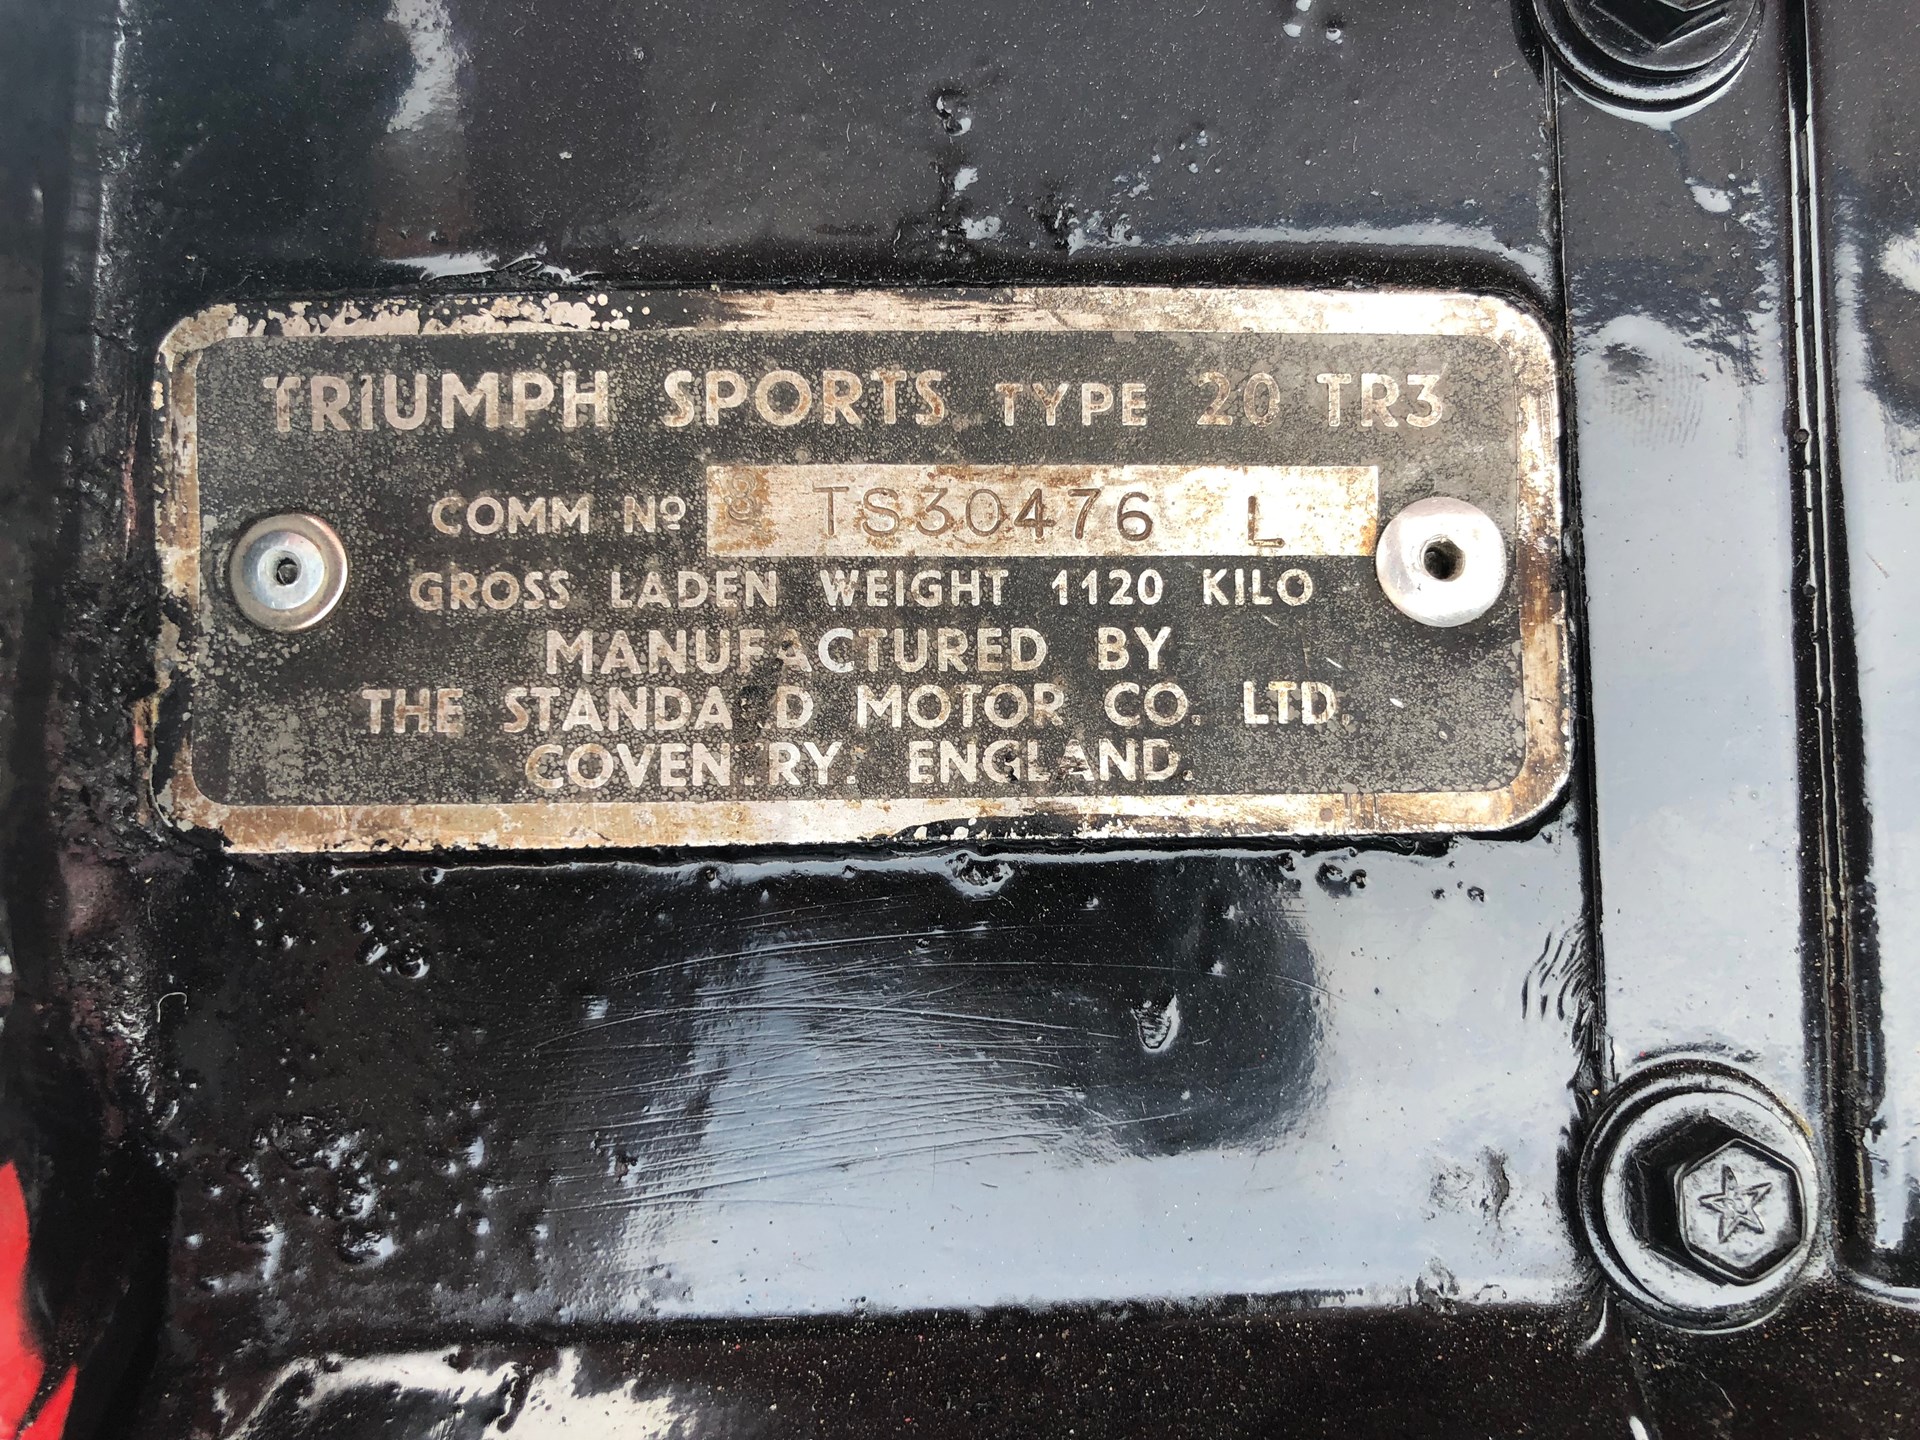 TRIUMPH SPORTS TYPE 20 TR3
COMM Nº 8 TS30476 L
GROSS LADEN WEIGHT 1120 KILO
MANUFACTURED BY
THE STANDARD MOTOR CO. LTD.
COVENTRY. ENGLAND.